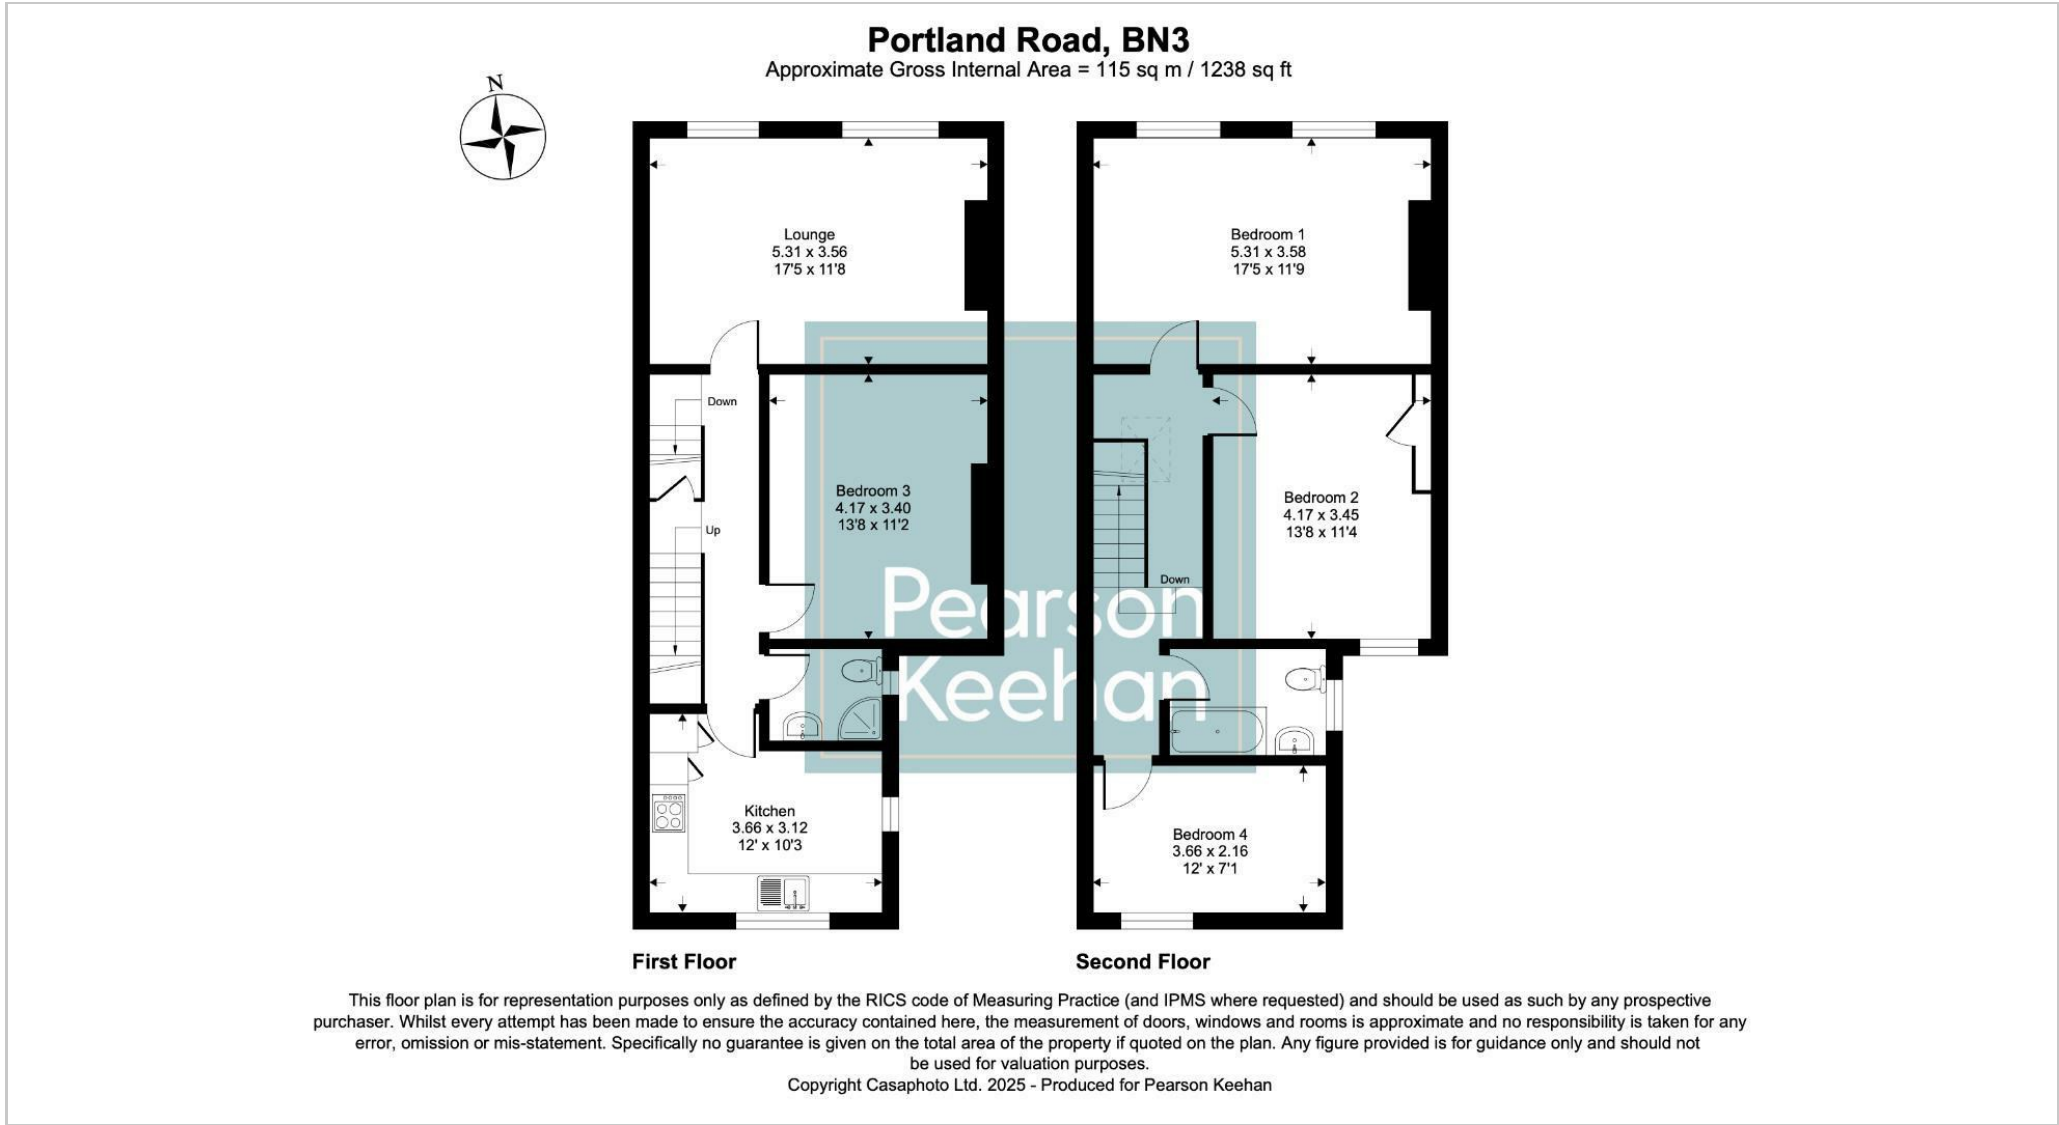 Portland Road, BN3
Approximate Gross Internal Area = 115 sq m / 1238 sq ft
N
Lounge
5.31 x 3.56
17'5 x 11'8
Down
Bedroom 3
4.17 x 3.40
13'8 x 11'2
Up
Kitchen
3.66 x 3.12
12' x 10'3
First Floor
Bedroom 1
5.31 x 3.58
17'5 x 11'9
Bedroom 2
4.17 x 3.45
13'8 x 11'4
Down
Bedroom 4
3.66 x 2.16
12' x 7'1
Second Floor
Pearson
Keehan
This floor plan is for representation purposes only as defined by the RICS code of Measuring Practice (and IPMS where requested) and should be used as such by any prospective
purchaser. Whilst every attempt has been made to ensure the accuracy contained here, the measurement of doors, windows and rooms is approximate and no responsibility is taken for any
error, omission or mis-statement. Specifically no guarantee is given on the total area of the property if quoted on the plan. Any figure provided is for guidance only and should not
be used for valuation purposes.
Copyright Casaphoto Ltd. 2025 - Produced for Pearson Keehan